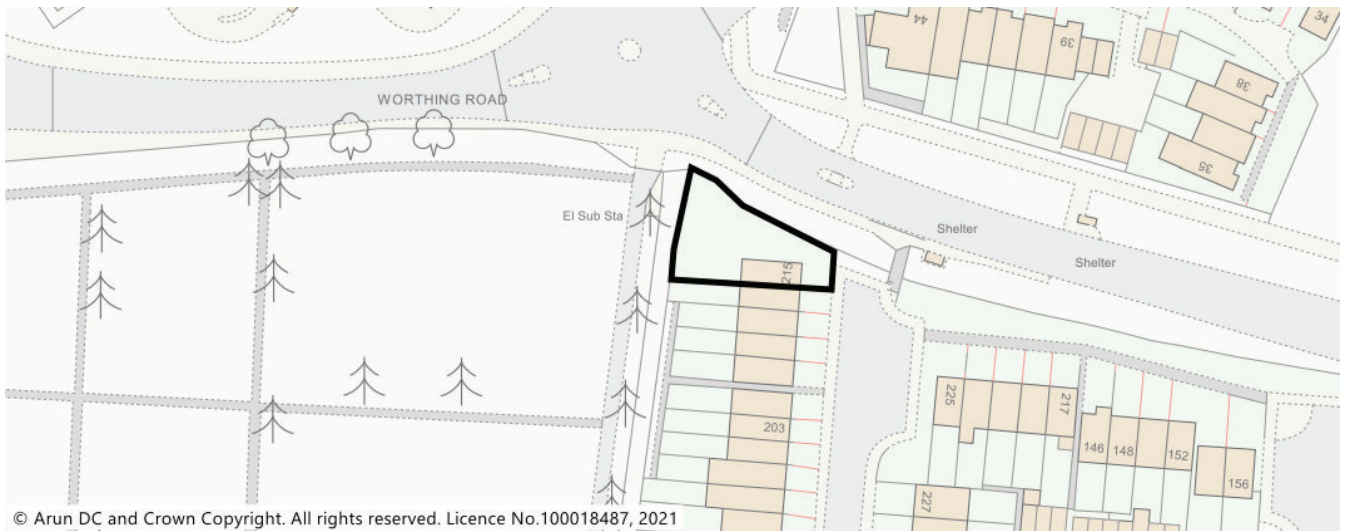 44
39
34
38
35
WORTHING ROAD
El Sub Sta
Shelter
Shelter
215
203
225
217
146 148 152
156
227
© Arun DC and Crown Copyright. All rights reserved. Licence No.100018487, 2021